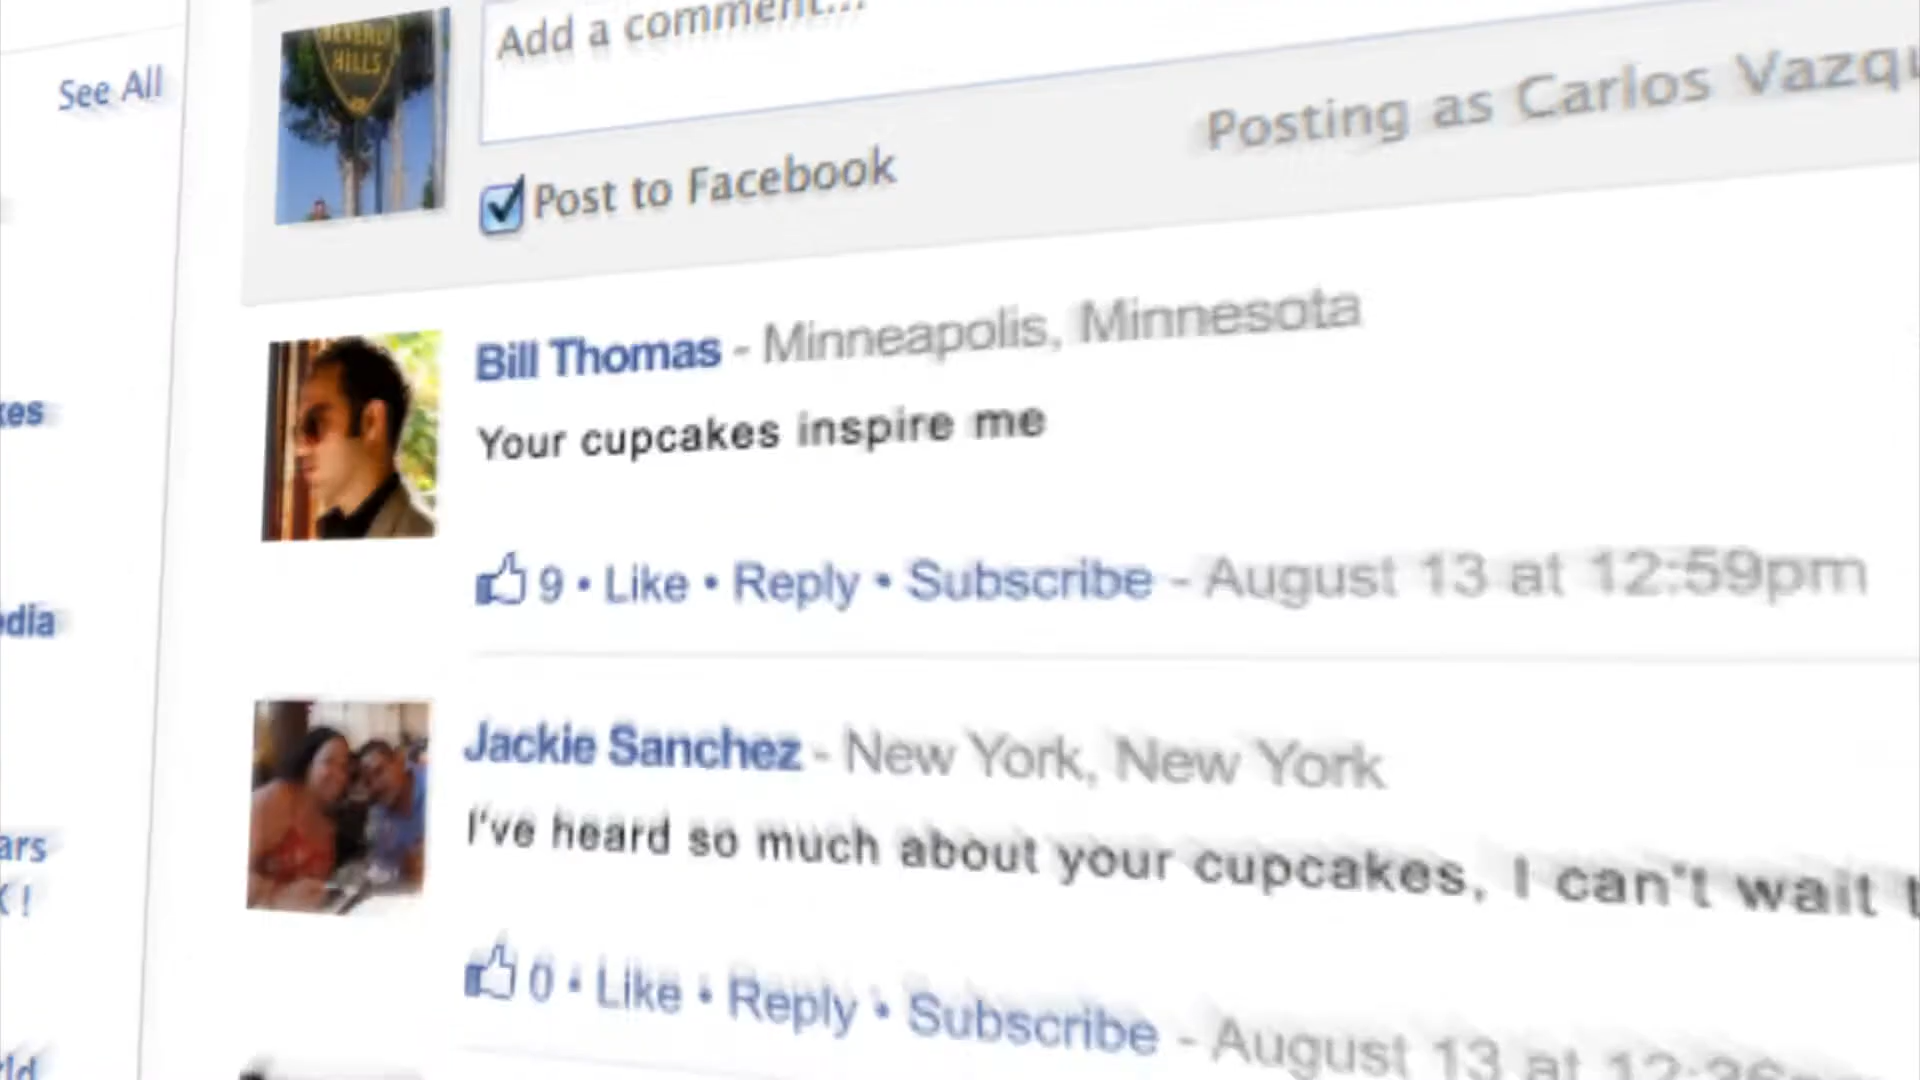 See All
BEVERLY
HILLS
Add a comment...
Posting as Carlos
Post to Facebook
Bill Thomas - Minneapolis, Minnesota
Your cupcakes inspire me
9 • Like • Reply • Subscribe - August 13 at 12:59pm
Jackie Sanchez - New York, New York
I've heard so much about your cupcakes, I can't wait
0 • Like • Reply • Subscribe - August 13 at